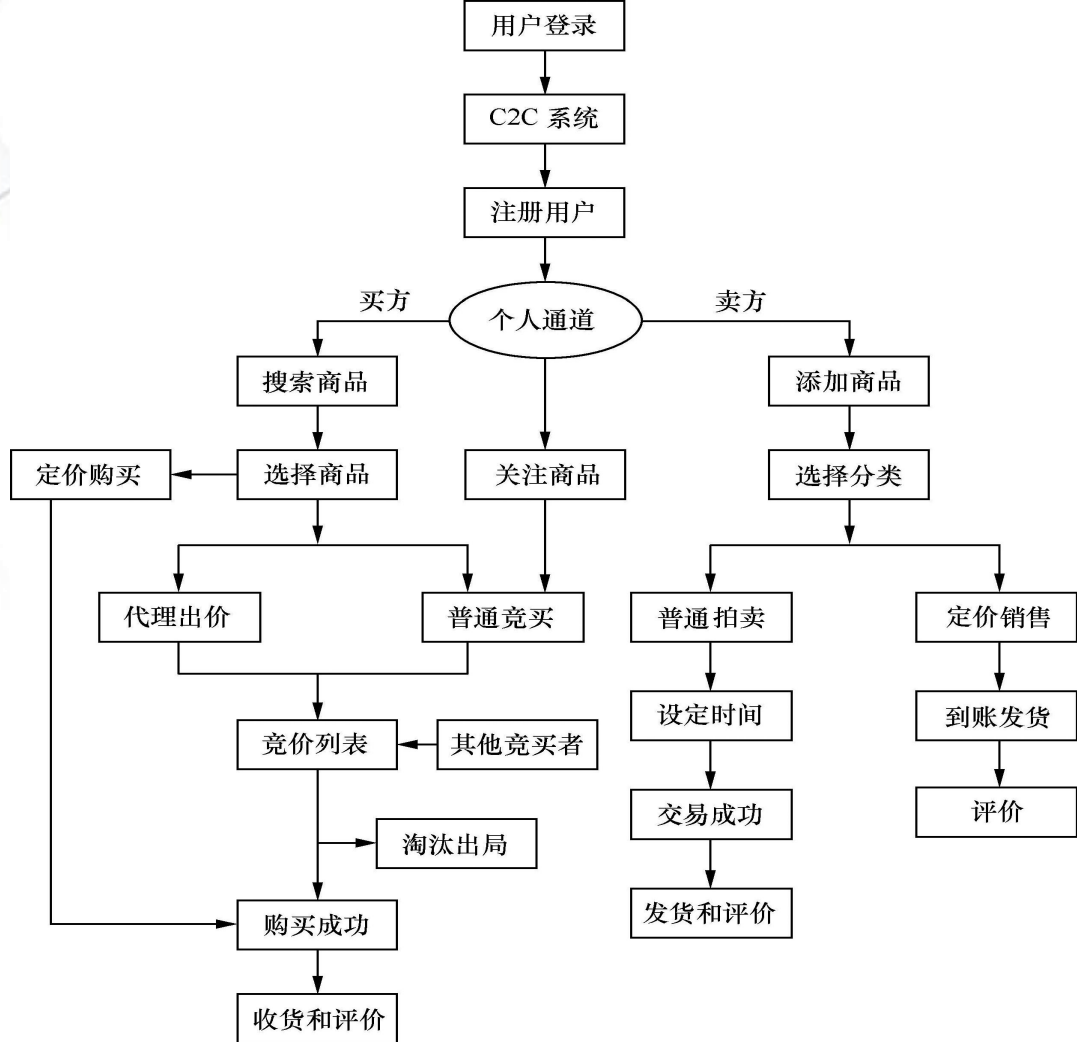 用户登录
C2C 系统
注册用户
买方
个人通道
卖方
搜索商品
添加商品
定价购买
选择商品
关注商品
选择分类
代理出价
普通竞买
普通拍卖
定价销售
竞价列表
其他竞买者
设定时间
到账发货
淘汰出局
交易成功
评价
购买成功
发货和评价
收货和评价